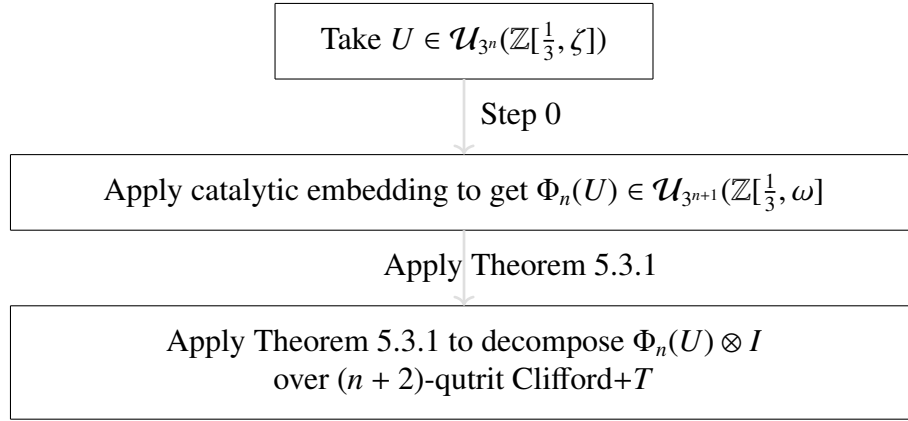 Take 𝑈 ∈ 𝒰₃ⁿ(ℤ[1/3, ζ])
Step 0
Apply catalytic embedding to get Φₙ(𝑈) ∈ 𝒰₃ⁿ⁺¹(ℤ[1/3, ω]
Apply Theorem 5.3.1
Apply Theorem 5.3.1 to decompose Φₙ(𝑈) ⊗ 𝐼
over (𝑛 + 2)-qutrit Clifford+𝑇